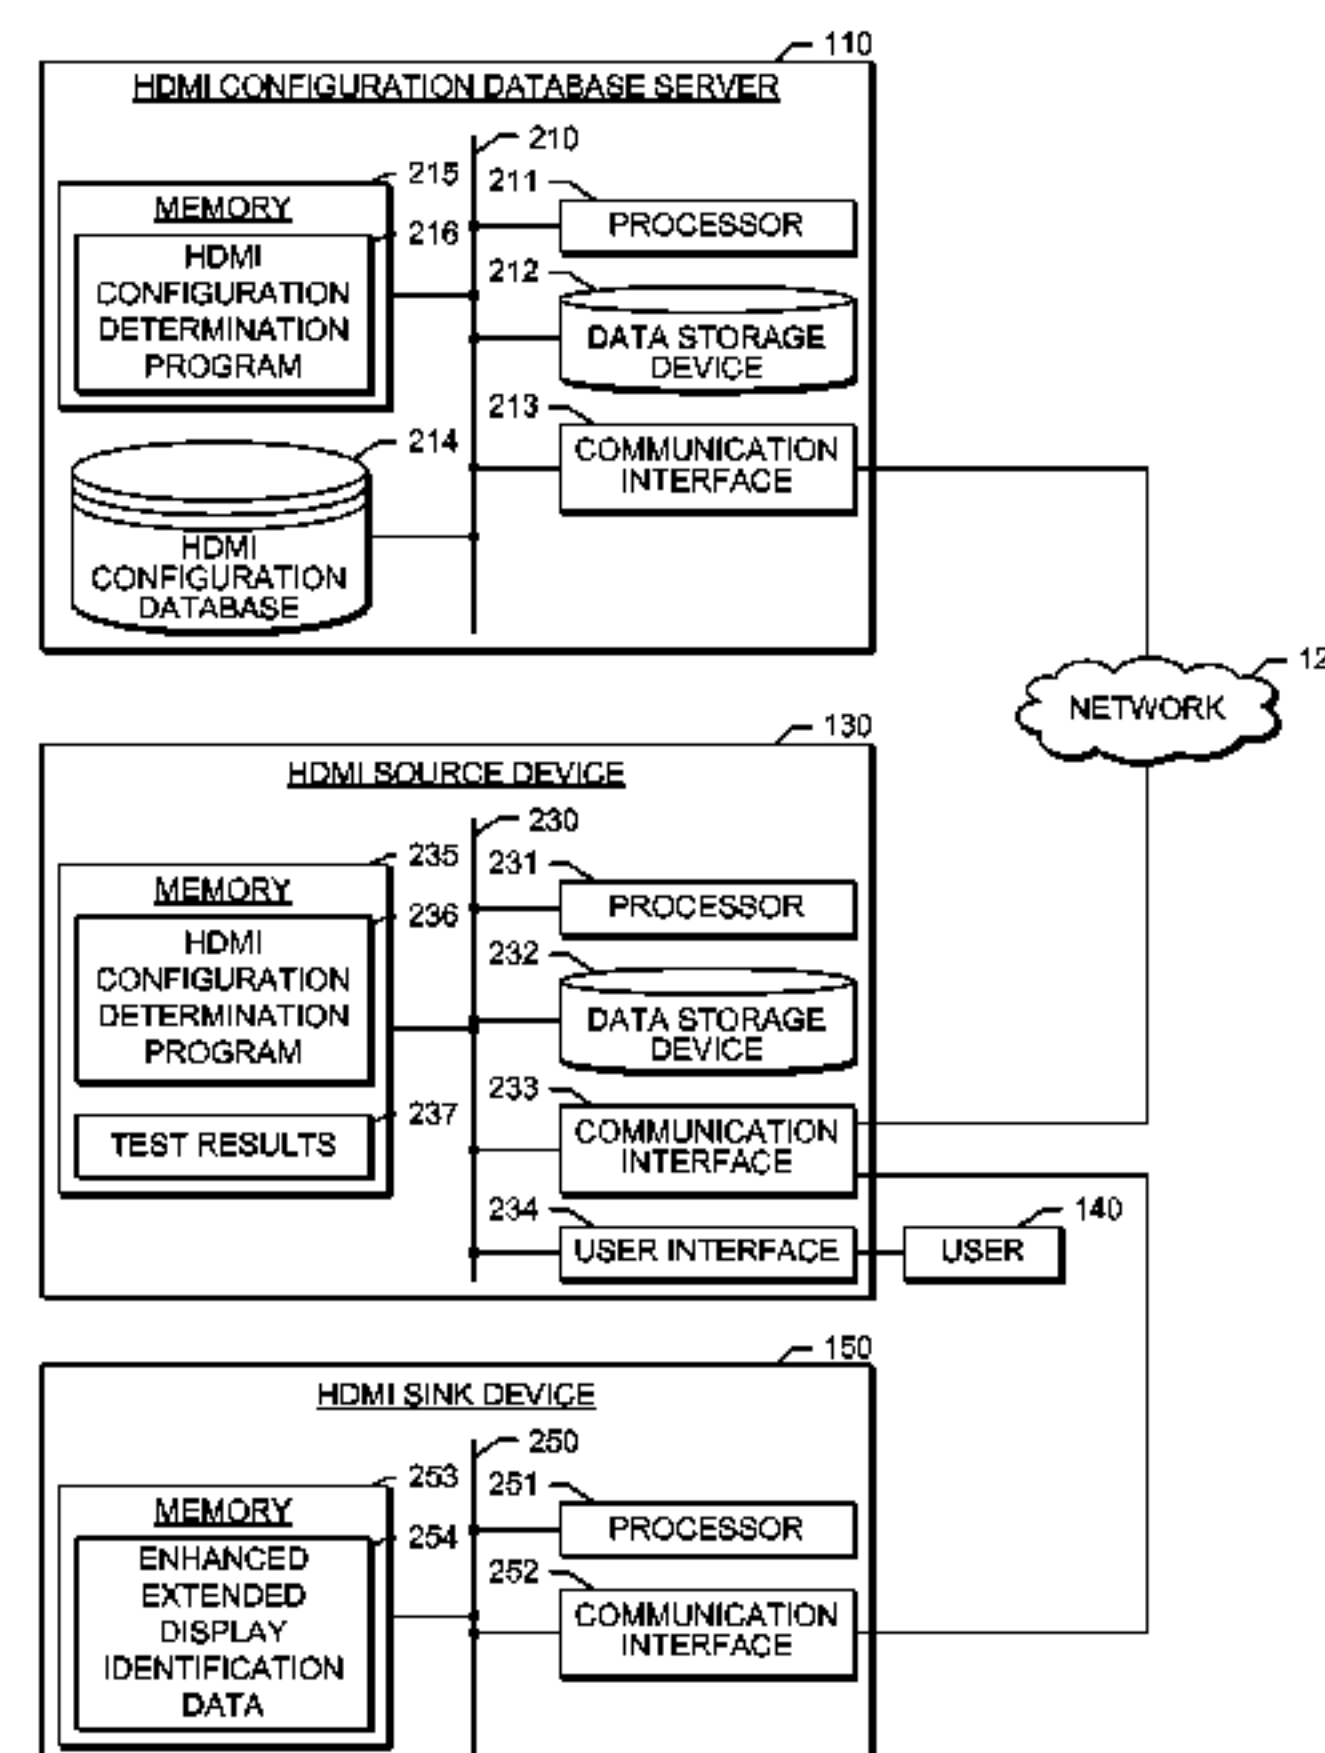 110
HDMI CONFIGURATION DATABASE SERVER
210
215
211
MEMORY
PROCESSOR
216
HDMI
CONFIGURATION
DETERMINATION
PROGRAM
212
DATA STORAGE
DEVICE
213
COMMUNICATION
INTERFACE
214
HDMI
CONFIGURATION
DATABASE
12
NETWORK
130
HDMI SOURCE DEVICE
230
235
231
MEMORY
PROCESSOR
236
HDMI
CONFIGURATION
DETERMINATION
PROGRAM
232
DATA STORAGE
DEVICE
233
COMMUNICATION
INTERFACE
237
TEST RESULTS
234
USER INTERFACE
140
USER
150
HDMI SINK DEVICE
250
253
251
MEMORY
PROCESSOR
254
ENHANCED
EXTENDED
DISPLAY
IDENTIFICATION
DATA
252
COMMUNICATION
INTERFACE